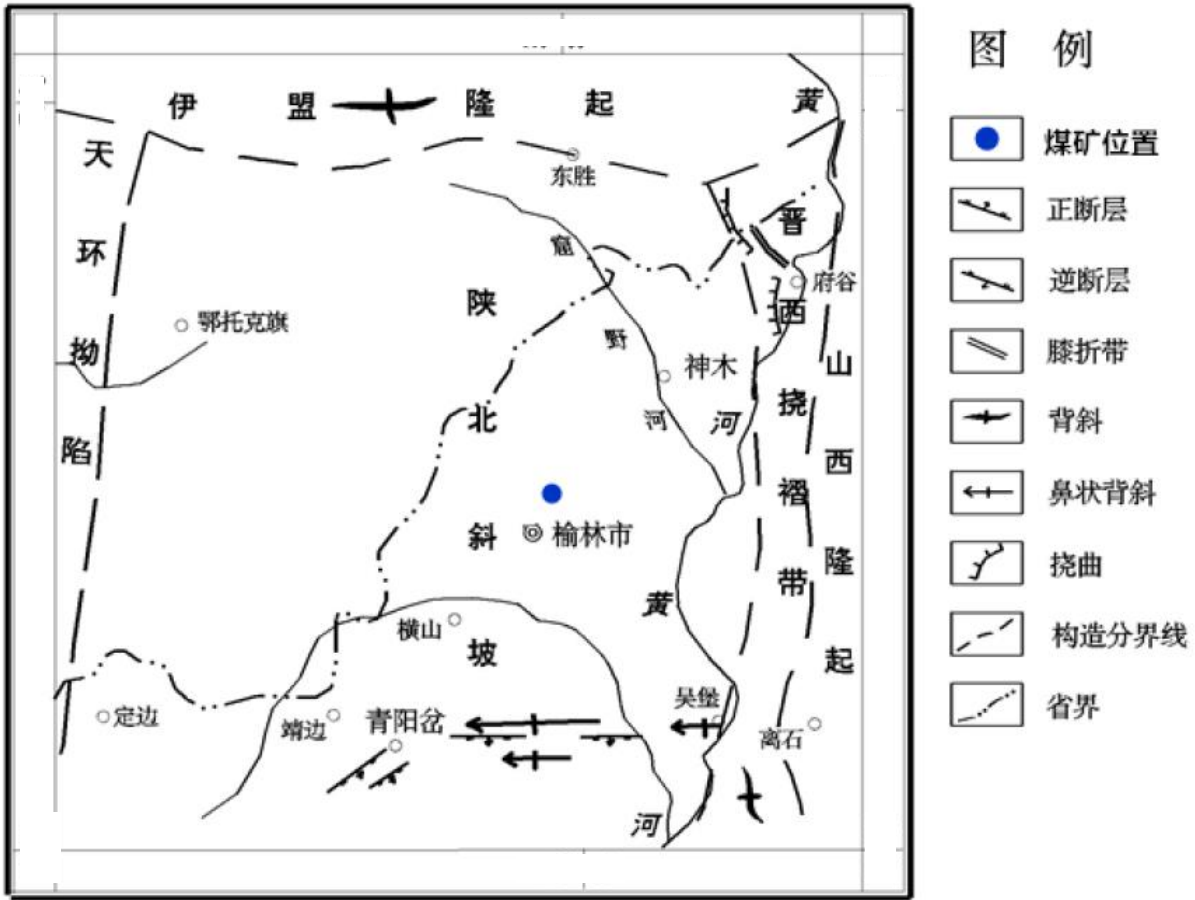 图 例
煤矿位置
正断层
逆断层
膝折带
背斜
鼻状背斜
挠曲
构造分界线
省界
伊盟隆起
天环拗陷
陕北斜坡
晋西挠褶带
山西隆起
黄河
黄河
窟野河
东胜
鄂托克旗
府谷
神木
榆林市
横山
定边
靖边
青阳岔
吴堡
离石